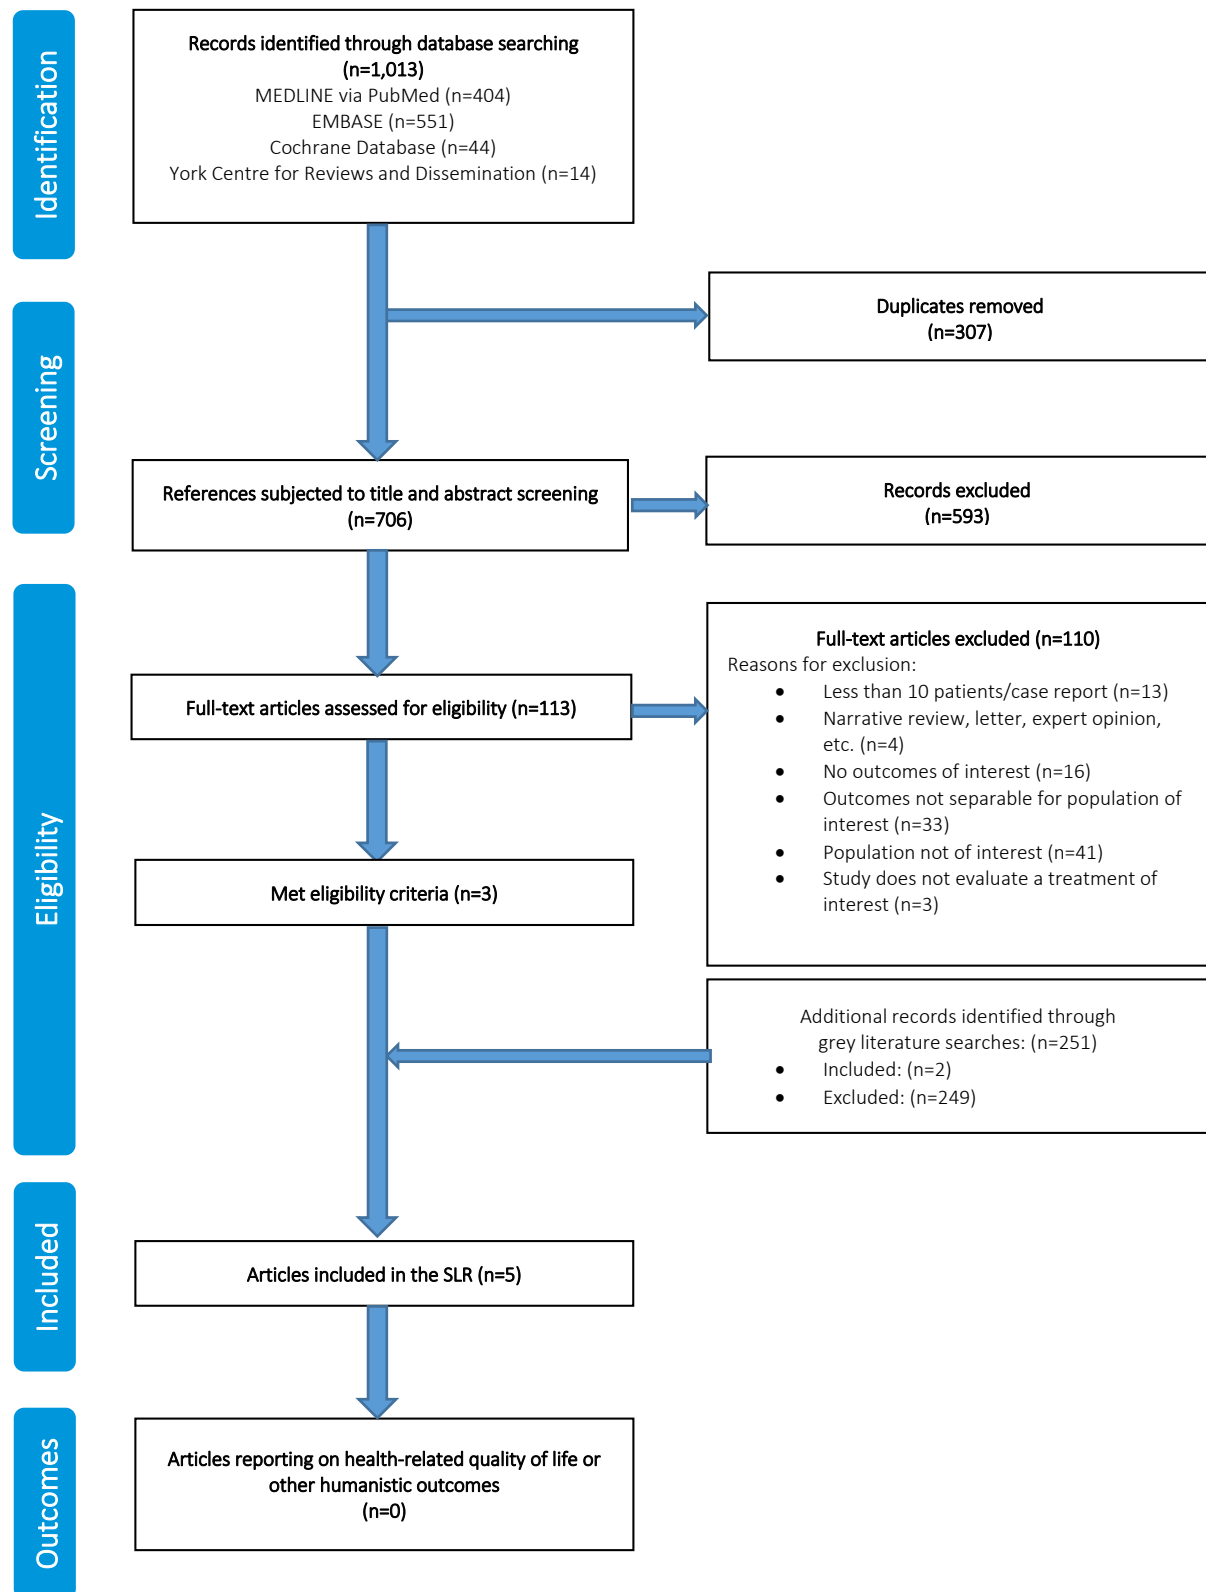 Identification
Records identified through database searching
(n=1,013)
MEDLINE via PubMed (n=404)
EMBASE (n=551)
Cochrane Database (n=44)
York Centre for Reviews and Dissemination (n=14)
Duplicates removed
(n=307)
Screening
References subjected to title and abstract screening
(n=706)
Records excluded
(n=593)
Eligibility
Full-text articles assessed for eligibility (n=113)
Full-text articles excluded (n=110)
Reasons for exclusion:
• Less than 10 patients/case report (n=13)
• Narrative review, letter, expert opinion,
etc. (n=4)
• No outcomes of interest (n=16)
• Outcomes not separable for population of
interest (n=33)
• Population not of interest (n=41)
• Study does not evaluate a treatment of
interest (n=3)
Met eligibility criteria (n=3)
Additional records identified through
grey literature searches: (n=251)
• Included: (n=2)
• Excluded: (n=249)
Included
Articles included in the SLR (n=5)
Outcomes
Articles reporting on health-related quality of life or
other humanistic outcomes
(n=0)